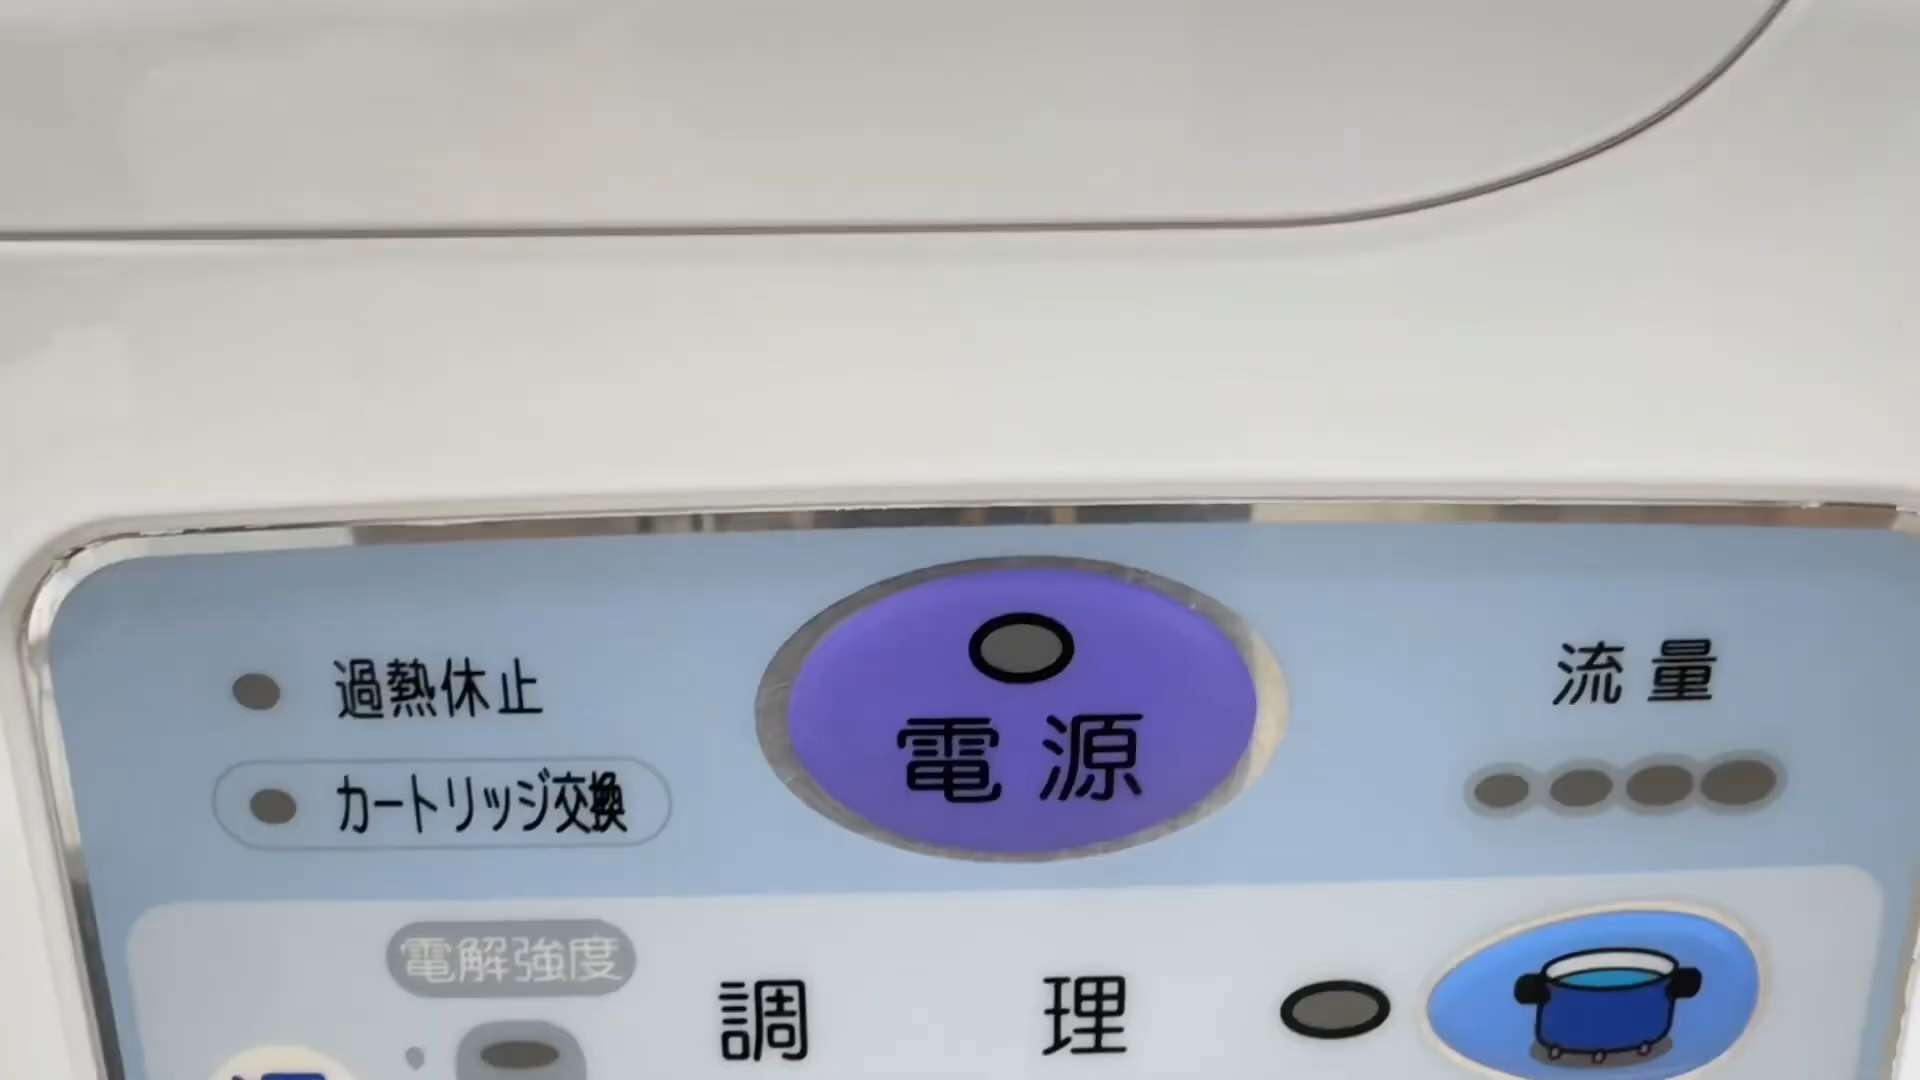 過熱休止
カートリッジ交換
電源
流量
電解強度
調理